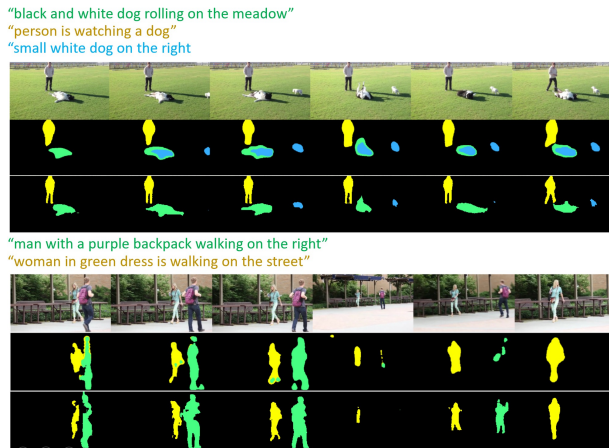 “black and white dog rolling on the meadow”
“person is watching a dog”
“small white dog on the right
“man with a purple backpack walking on the right”
“woman in green dress is walking on the street”